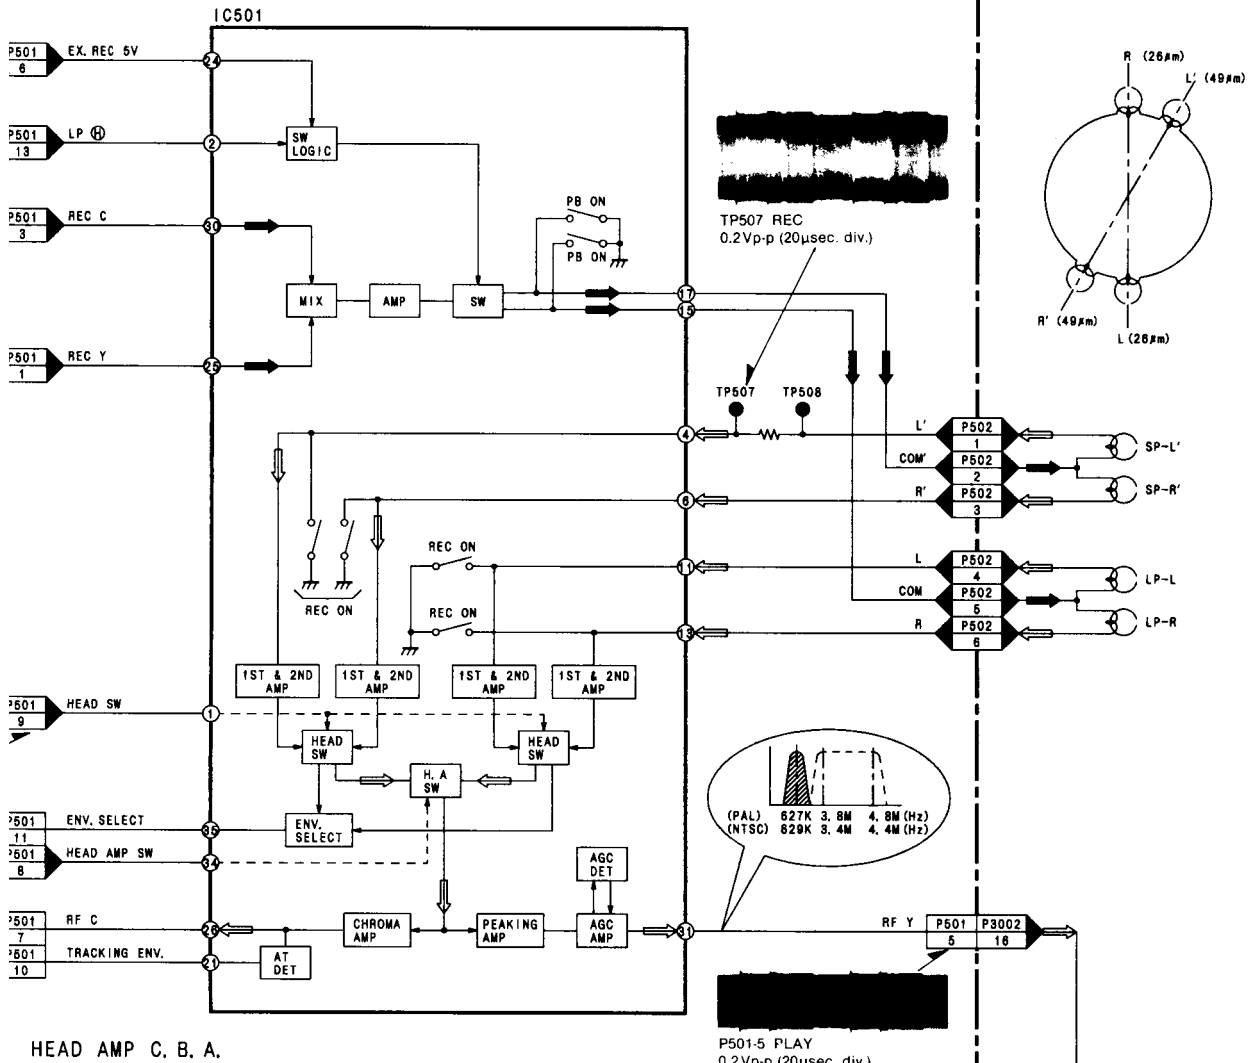 IC501
P501
6
EX. REC 5V
24
P501
13
LP Ⓗ
2
SW
LOGIC
P501
3
REC C
30
PB ON
PB ON
MIX
AMP
SW
17
15
P501
1
REC Y
25
TP507 REC
0.2Vp-p (20µsec. div.)
R (26µm)
L' (49µm)
R' (49µm)
L (26µm)
TP507
TP508
4
L'
P502
1
SP-L'
COM'
P502
2
6
R'
P502
3
SP-R'
REC ON
REC ON
11
L
P502
4
LP-L
COM
P502
5
REC ON
13
R
P502
6
LP-R
1ST & 2ND
AMP
1ST & 2ND
AMP
1ST & 2ND
AMP
1ST & 2ND
AMP
P501
9
HEAD SW
1
HEAD
SW
HEAD
SW
H. A
SW
P501
11
ENV. SELECT
35
ENV.
SELECT
P501
8
HEAD AMP SW
34
(PAL) 627K 3. 8M 4. 8M (Hz)
(NTSC) 629K 3. 4M 4. 4M (Hz)
AGC
DET
P501
7
RF C
26
CHROMA
AMP
PEAKING
AMP
AGC
AMP
31
RF Y
P501
5
P3002
16
P501
10
TRACKING ENV.
21
AT
DET
HEAD AMP C. B. A.
P501-5 PLAY
0.2Vp-p (20µsec. div.)